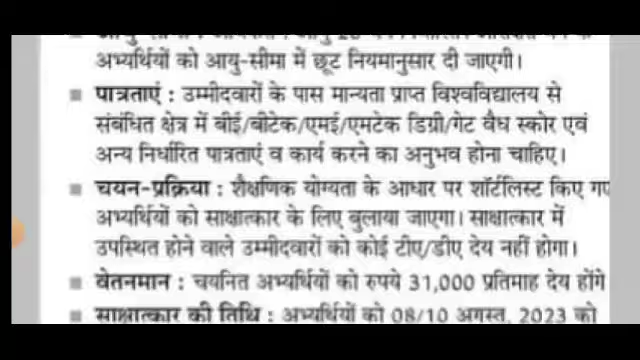 अभ्यर्थियों को आयु-सीमा में छूट नियमानुसार दी जाएगी।
पात्रताएं : उम्मीदवारों के पास मान्यता प्राप्त विश्वविद्यालय से
संबंधित क्षेत्र में बीई/बीटेक/एमई/एमटेक डिग्री/गेट वैध स्कोर एवं
अन्य निर्धारित पात्रताएं व कार्य करने का अनुभव होना चाहिए।
चयन-प्रक्रिया : शैक्षणिक योग्यता के आधार पर शॉर्टलिस्ट किए गए
अभ्यर्थियों को साक्षात्कार के लिए बुलाया जाएगा। साक्षात्कार में
उपस्थित होने वाले उम्मीदवारों को कोई टीए/डीए देय नहीं होगा।
वेतनमान : चयनित अभ्यर्थियों को रुपये 31,000 प्रतिमाह देय होंगे
साक्षात्कार की तिथि : अभ्यर्थियों को 08/10 अगस्त, 2023 को